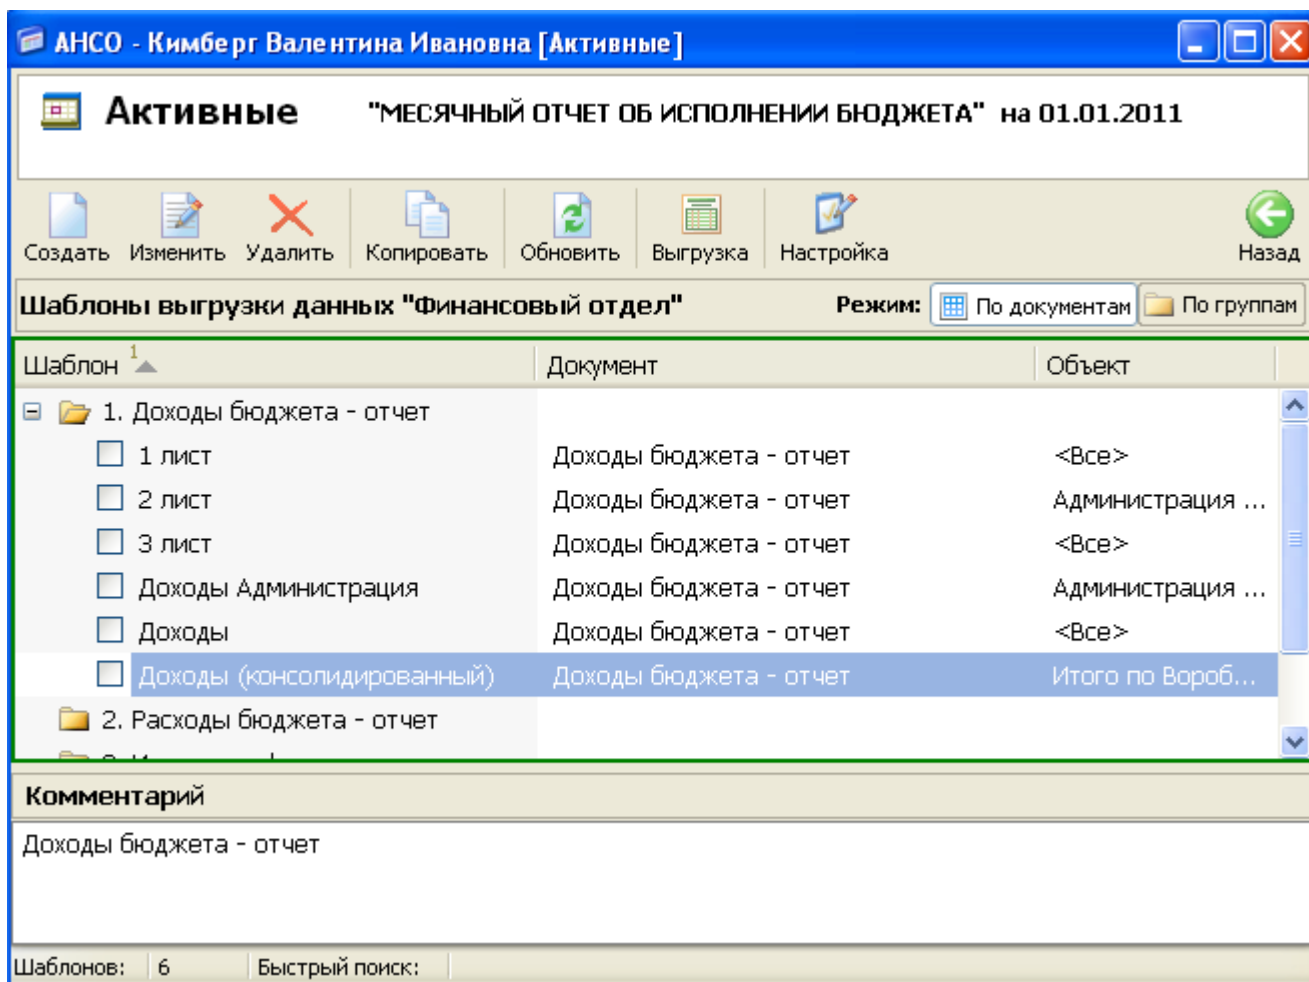 АНСО - Кимберг Валентина Ивановна [Активные]
Активные "МЕСЯЧНЫЙ ОТЧЕТ ОБ ИСПОЛНЕНИИ БЮДЖЕТА" на 01.01.2011
Создать Изменить Удалить Копировать Обновить Выгрузка Настройка Назад
Шаблоны выгрузки данных "Финансовый отдел" Режим: По документам По группам
Шаблон 1 Документ Объект
1. Доходы бюджета - отчет
1 лист Доходы бюджета - отчет <Все>
2 лист Доходы бюджета - отчет Администрация ...
3 лист Доходы бюджета - отчет <Все>
Доходы Администрация Доходы бюджета - отчет Администрация ...
Доходы Доходы бюджета - отчет <Все>
Доходы (консолидированный) Доходы бюджета - отчет Итого по Вороб...
2. Расходы бюджета - отчет
Комментарий
Доходы бюджета - отчет
Шаблонов: 6 Быстрый поиск: